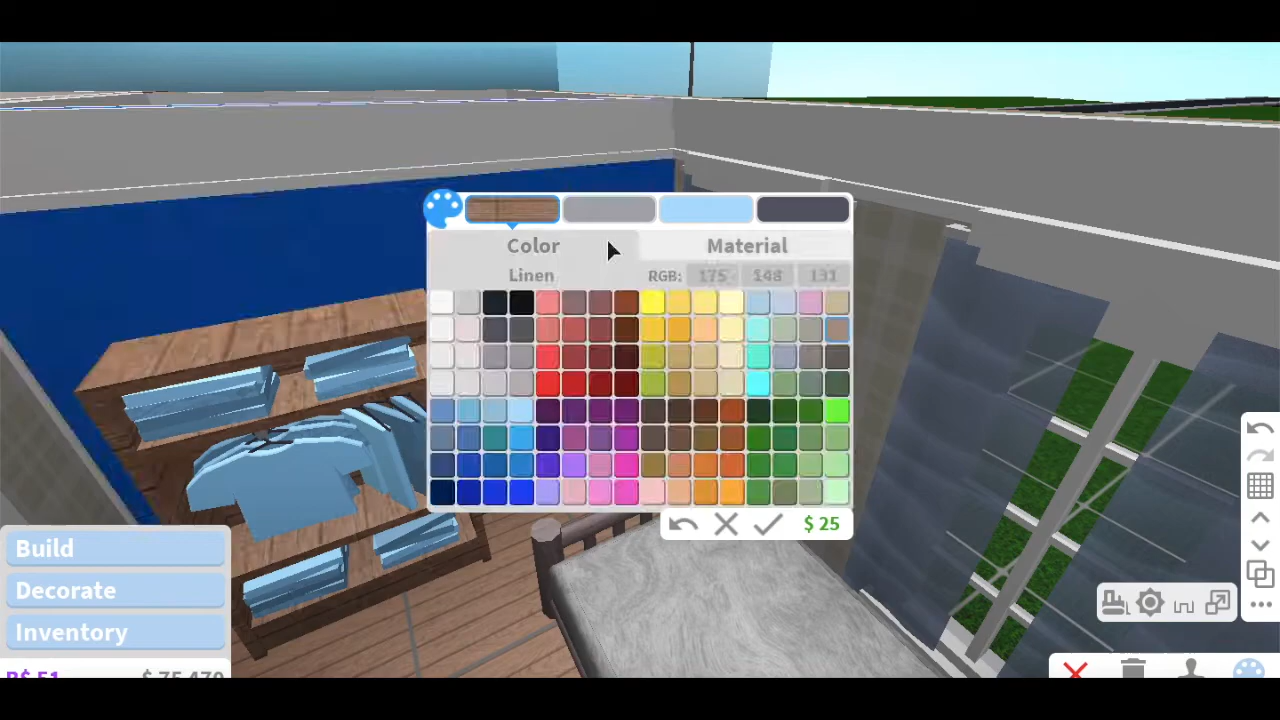 Color
Material
Linen
RGB: 175 148 131
$ 25
Build
Decorate
Inventory